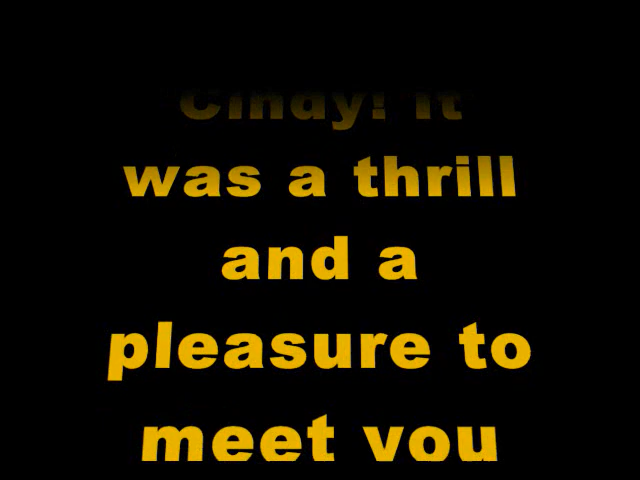 Cindy! It
was a thrill
and a
pleasure to
meet you